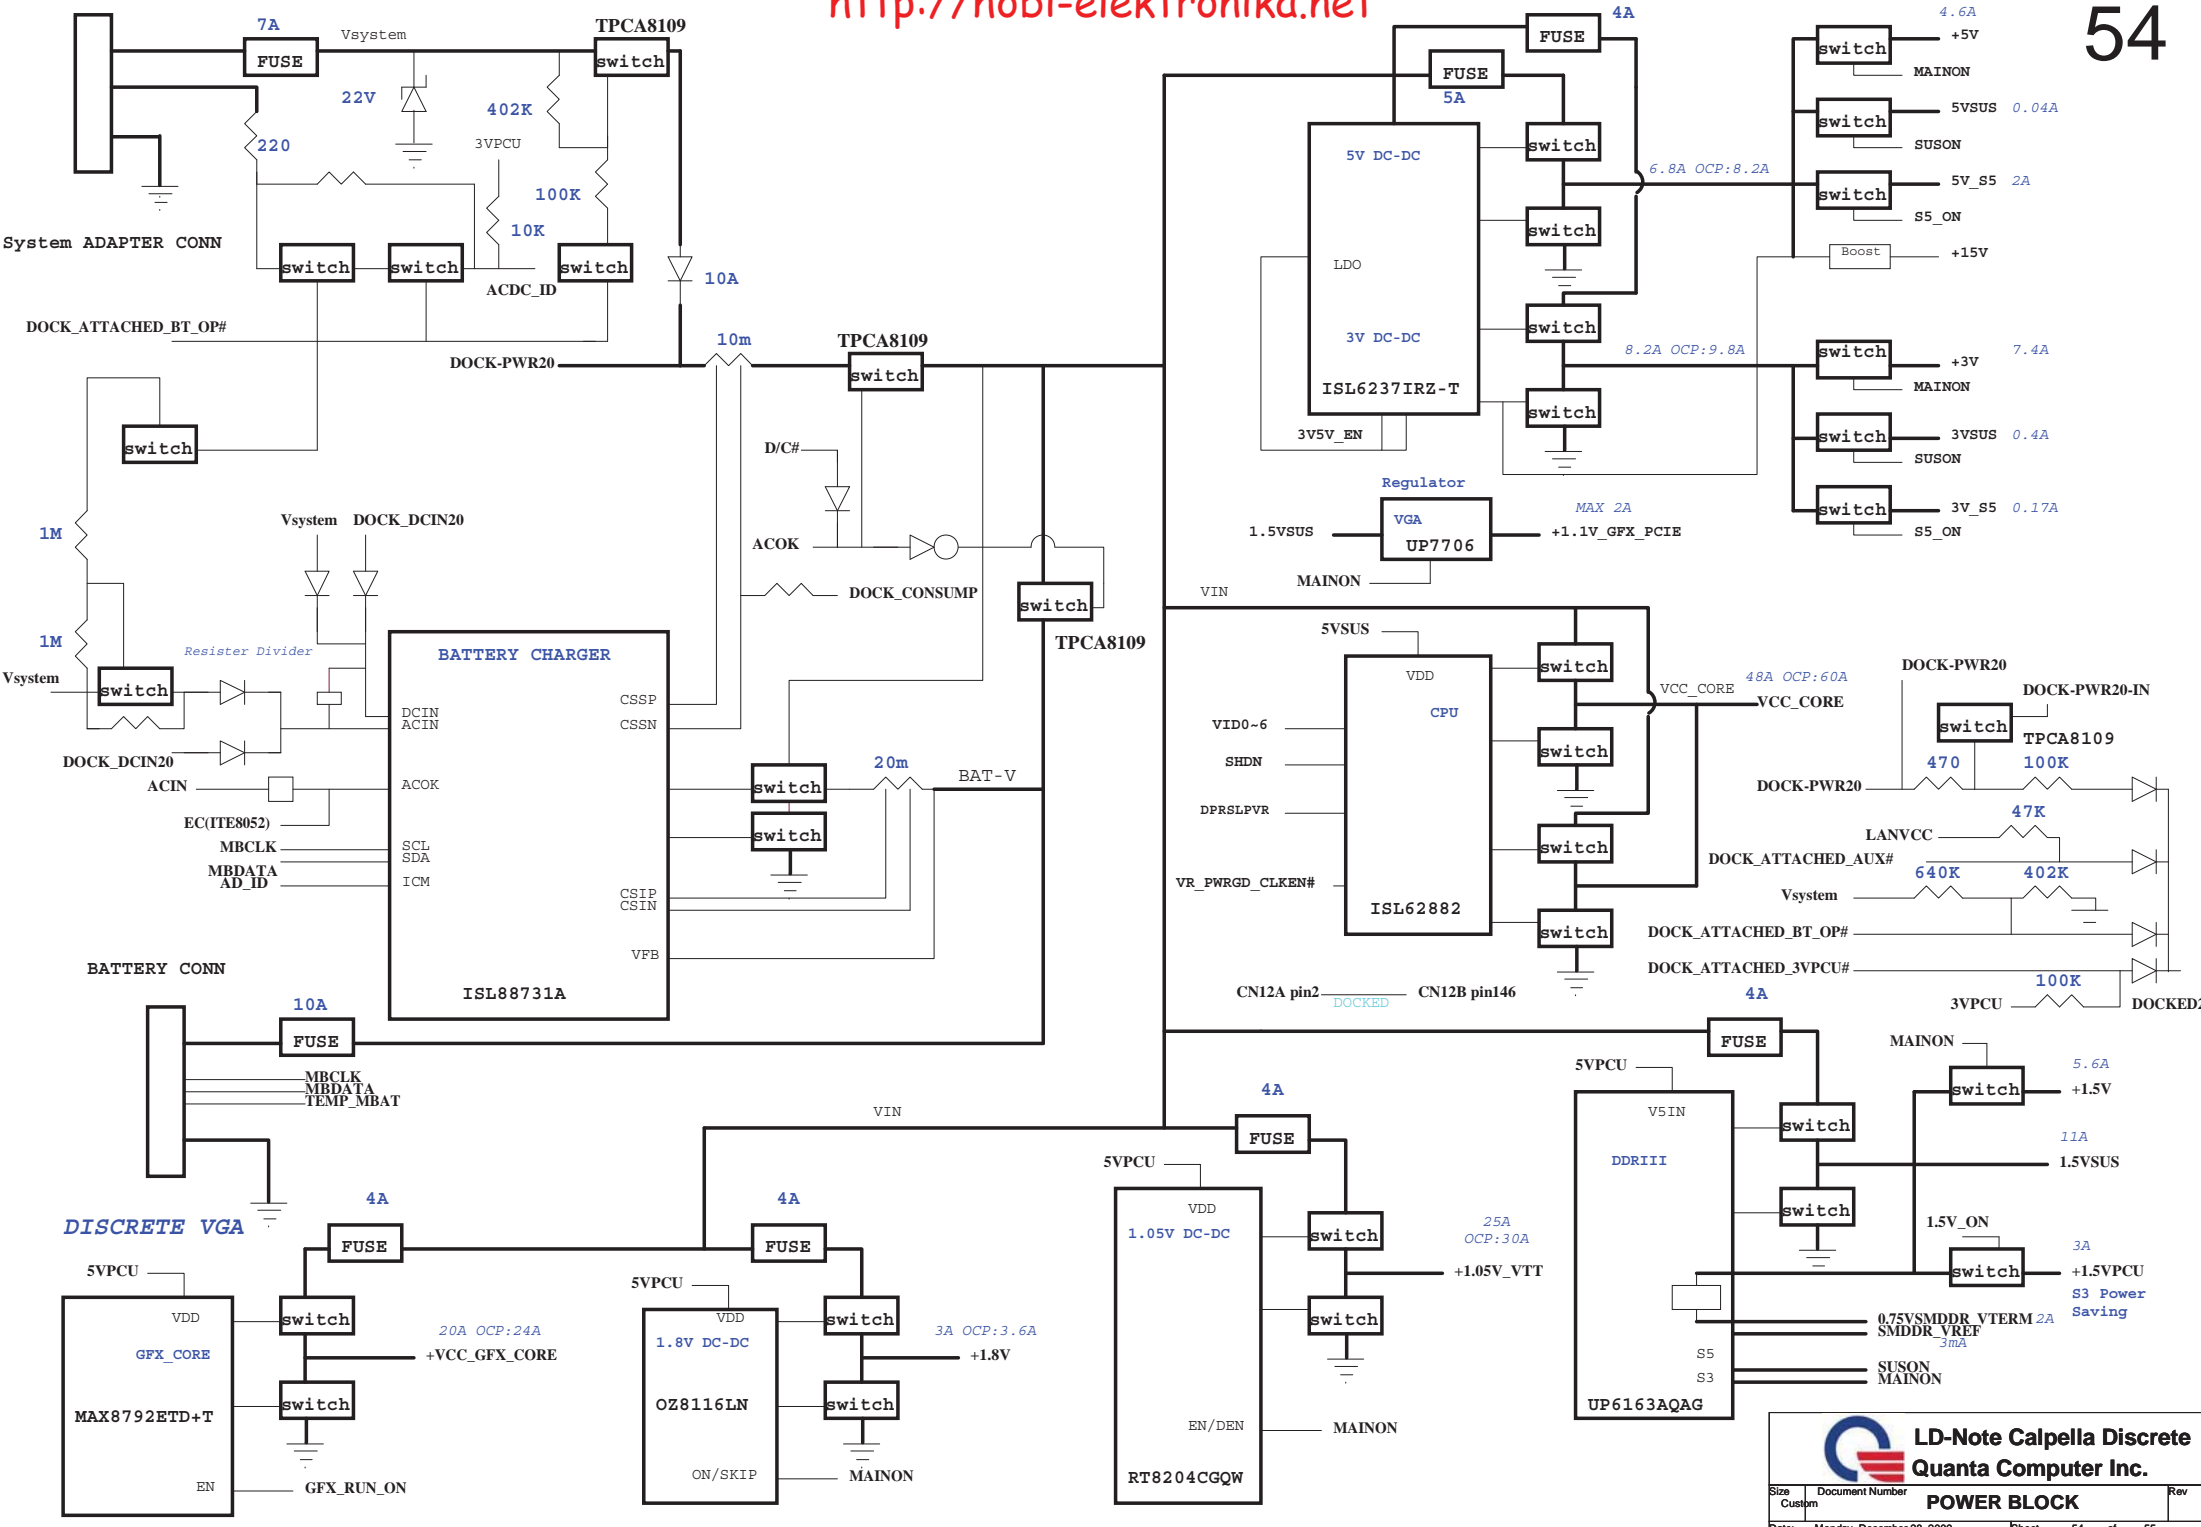 http://hobi-elektronika.net
54
7A
FUSE
Vsystem
TPCA8109
switch
22V
402K
220
3VPCU
100K
10K
System ADAPTER CONN
switch
switch
switch
ACDC_ID
10A
DOCK_ATTACHED_BT_OP#
DOCK-PWR20
10m
TPCA8109
switch
switch
D/C#
1M
Vsystem DOCK_DCIN20
ACOK
DOCK_CONSUMP
switch
TPCA8109
1M
Resister Divider
Vsystem
switch
DOCK_DCIN20
ACIN
EC(ITE8052)
MBCLK
MBDATA
AD_ID
BATTERY CHARGER
DCIN
ACIN
ACOK
SCL
SDA
ICM
CSSP
CSSN
CSIP
CSIN
VFB
ISL88731A
switch
switch
20m
BAT-V
BATTERY CONN
10A
FUSE
MBCLK
MBDATA
TEMP_MBAT
4A
FUSE
FUSE
5A
5V DC-DC
LDO
3V DC-DC
ISL6237IRZ-T
3V5V_EN
switch
switch
switch
switch
6.8A OCP:8.2A
8.2A OCP:9.8A
4.6A
switch
+5V
MAINON
switch
5VSUS 0.04A
SUSON
switch
5V_S5 2A
S5_ON
Boost
+15V
switch
+3V 7.4A
MAINON
switch
3VSUS 0.4A
SUSON
switch
3V_S5 0.17A
S5_ON
Regulator
1.5VSUS
VGA
UP7706
MAX 2A
+1.1V_GFX_PCIE
MAINON
VIN
5VSUS
VDD
CPU
ISL62882
VID0~6
SHDN
DPRSLPVR
VR_PWRGD_CLKEN#
switch
switch
switch
switch
VCC_CORE
48A OCP:60A
VCC_CORE
CN12A pin2
DOCKED
CN12B pin146
DOCK-PWR20
DOCK-PWR20-IN
switch
TPCA8109
470
100K
DOCK-PWR20
47K
LANVCC
DOCK_ATTACHED_AUX#
640K
402K
Vsystem
DOCK_ATTACHED_BT_OP#
DOCK_ATTACHED_3VPCU#
100K
3VPCU
DOCKED2
4A
FUSE
5VPCU
V5IN
DDRIII
S5
S3
UP6163AQAG
switch
switch
MAINON
switch
5.6A
+1.5V
11A
1.5VSUS
1.5V_ON
switch
3A
+1.5VPCU
S3 Power
Saving
0.75VSMDDR_VTERM 2A
SMDDR_VREF
3mA
SUSON
MAINON
VIN
4A
FUSE
5VPCU
VDD
1.05V DC-DC
EN/DEN
RT8204CGQW
switch
switch
25A
OCP:30A
+1.05V_VTT
MAINON
DISCRETE VGA
4A
FUSE
5VPCU
VDD
GFX_CORE
MAX8792ETD+T
EN
switch
switch
20A OCP:24A
+VCC_GFX_CORE
GFX_RUN_ON
4A
FUSE
5VPCU
VDD
1.8V DC-DC
OZ8116LN
ON/SKIP
switch
switch
3A OCP:3.6A
+1.8V
MAINON
LD-Note Calpella Discrete
Quanta Computer Inc.
Size
Custom
Document Number
POWER BLOCK
Rev